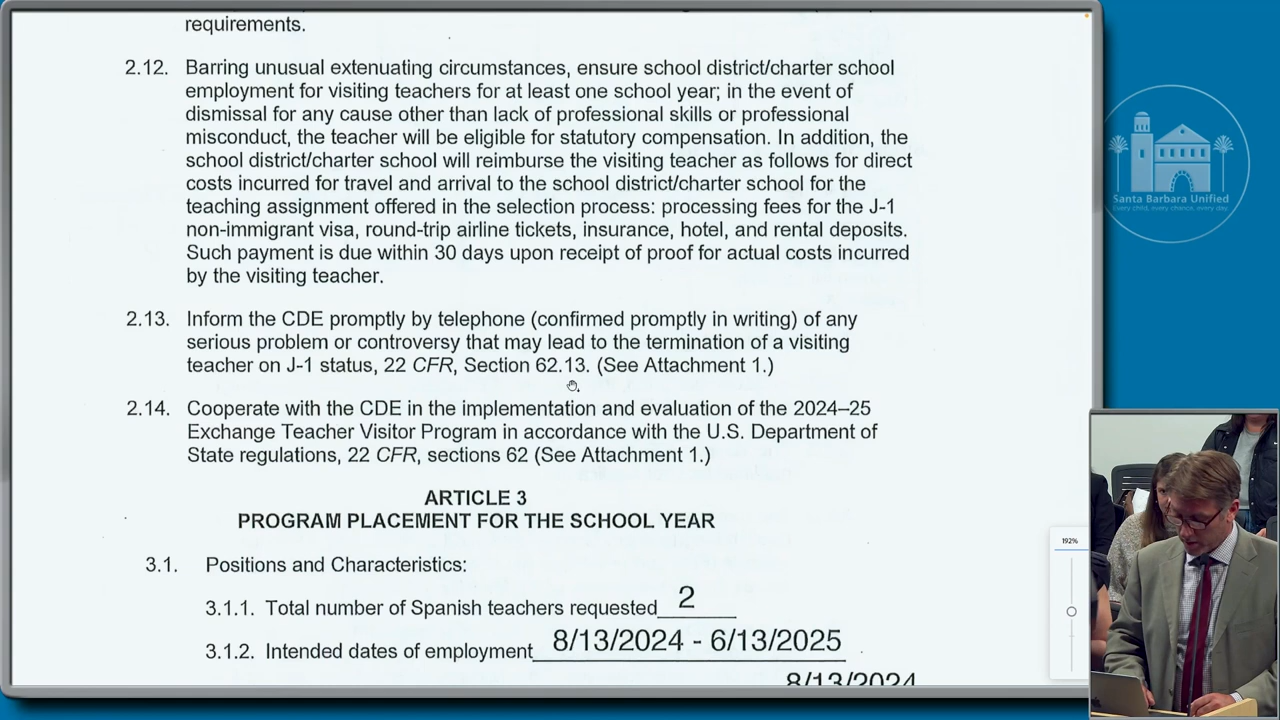 requirements.
2.12. Barring unusual extenuating circumstances, ensure school district/charter school
employment for visiting teachers for at least one school year; in the event of
dismissal for any cause other than lack of professional skills or professional
misconduct, the teacher will be eligible for statutory compensation. In addition, the
school district/charter school will reimburse the visiting teacher as follows for direct
costs incurred for travel and arrival to the school district/charter school for the
teaching assignment offered in the selection process: processing fees for the J-1
non-immigrant visa, round-trip airline tickets, insurance, hotel, and rental deposits.
Such payment is due within 30 days upon receipt of proof for actual costs incurred
by the visiting teacher.
2.13. Inform the CDE promptly by telephone (confirmed promptly in writing) of any
serious problem or controversy that may lead to the termination of a visiting
teacher on J-1 status, 22 CFR, Section 62.13. (See Attachment 1.)
2.14. Cooperate with the CDE in the implementation and evaluation of the 2024–25
Exchange Teacher Visitor Program in accordance with the U.S. Department of
State regulations, 22 CFR, sections 62 (See Attachment 1.)
ARTICLE 3
PROGRAM PLACEMENT FOR THE SCHOOL YEAR
3.1. Positions and Characteristics:
3.1.1. Total number of Spanish teachers requested 2
3.1.2. Intended dates of employment 8/13/2024 - 6/13/2025
8/13/2024
192%
Santa Barbara Unified
Every child, every chance, every day.